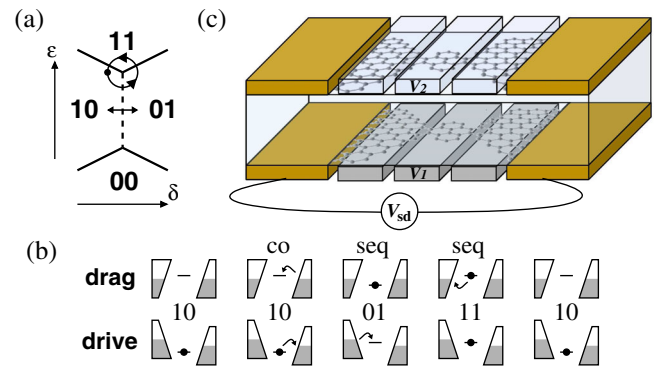 (a)
ε
11
10
01
00
δ
(c)
V2
V1
Vsd
(b)
co seq seq
drag
10 10 01 11 10
drive